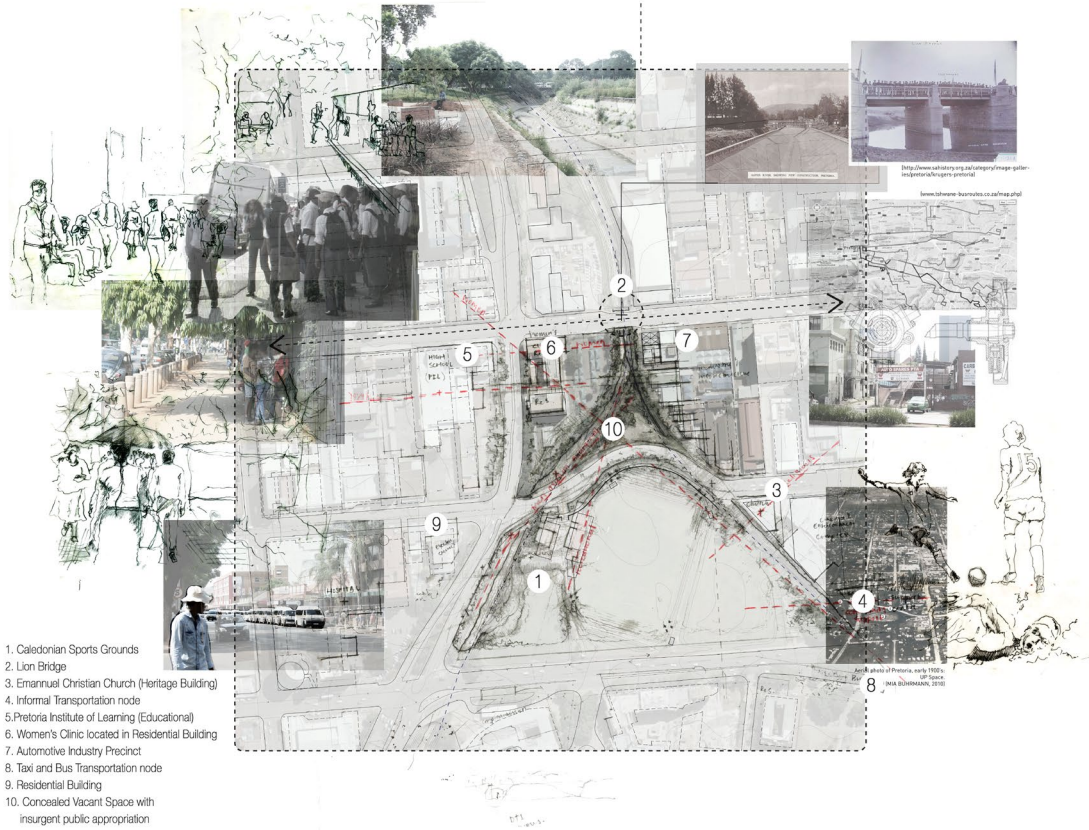 [http://www.sahistory.org.za/category/image-galler-
ies/pretoria/krugers-pretoria]
[www.tshwane-busroutes.co.za/map.php]
2
7
5
6
10
3
9
1
4
8
HIGH
SCHOOL
HOSPITAL
Aerial photo of Pretoria, early 1900's.
UP Space.
(MIA BUHRMANN, 2010)
1. Caledonian Sports Grounds
2. Lion Bridge
3. Emannuel Christian Church (Heritage Building)
4. Informal Transportation node
5.Pretoria Institute of Learning (Educational)
6. Women's Clinic located in Residential Building
7. Automotive Industry Precinct
8. Taxi and Bus Transportation node
9. Residential Building
10. Concealed Vacant Space with
insurgent public appropriation